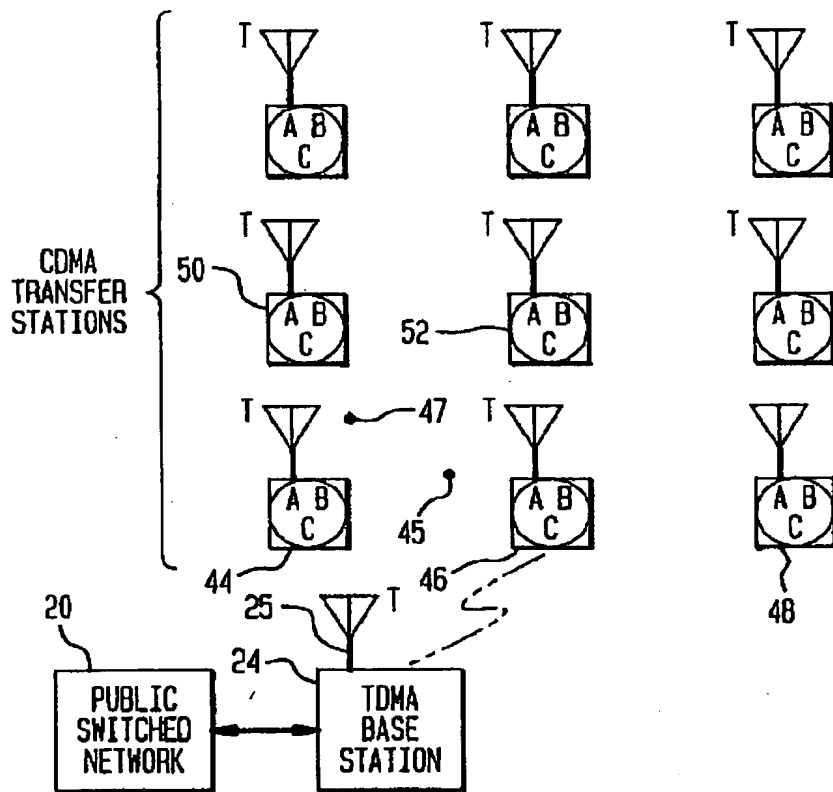 T T T
A B A B A B
C C C
T T T
CDMA TRANSFER STATIONS
50
A B A B A B
C 52 C C
T 47 T
A B A B A B
C 45 C C
44 46 48
20 25 T
24
PUBLIC SWITCHED NETWORK
TDMA BASE STATION